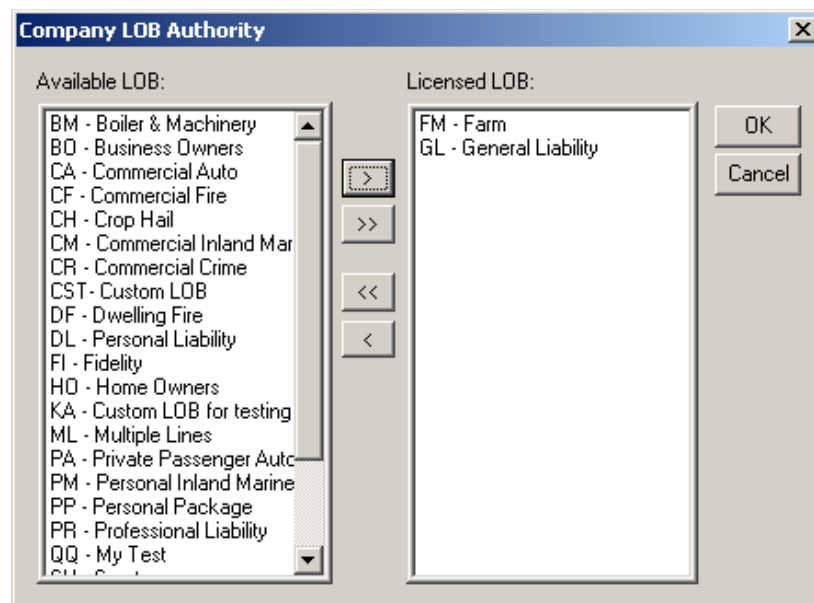 Company LOB Authority
Available LOB:
Licensed LOB:
BM - Boiler & Machinery
BO - Business Owners
CA - Commercial Auto
CF - Commercial Fire
CH - Crop Hail
CM - Commercial Inland Mar
CR - Commercial Crime
CST- Custom LOB
DF - Dwelling Fire
DL - Personal Liability
FI - Fidelity
HO - Home Owners
KA - Custom LOB for testing
ML - Multiple Lines
PA - Private Passenger Auto
PM - Personal Inland Marine
PP - Personal Package
PR - Professional Liability
QQ - My Test
>
>>
<<
<
FM - Farm
GL - General Liability
OK
Cancel